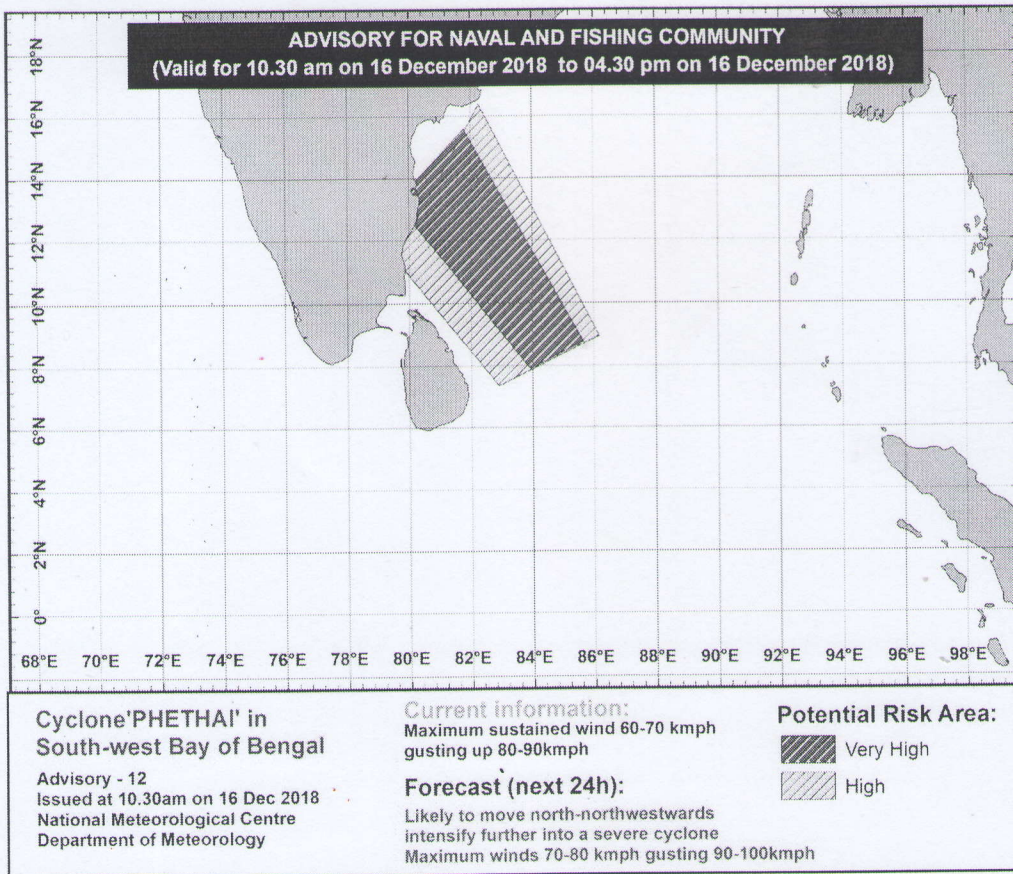 ADVISORY FOR NAVAL AND FISHING COMMUNITY
(Valid for 10.30 am on 16 December 2018 to 04.30 pm on 16 December 2018)
18°N
16°N
14°N
12°N
10°N
8°N
6°N
4°N
2°N
0°
68°E 70°E 72°E 74°E 76°E 78°E 80°E 82°E 84°E 86°E 88°E 90°E 92°E 94°E 96°E 98°E
Cyclone'PHETHAI' in
South-west Bay of Bengal
Advisory - 12
Issued at 10.30am on 16 Dec 2018
National Meteorological Centre
Department of Meteorology
Current information:
Maximum sustained wind 60-70 kmph
gusting up 80-90kmph
Forecast (next 24h):
Likely to move north-northwestwards
intensify further into a severe cyclone
Maximum winds 70-80 kmph gusting 90-100kmph
Potential Risk Area:
Very High
High